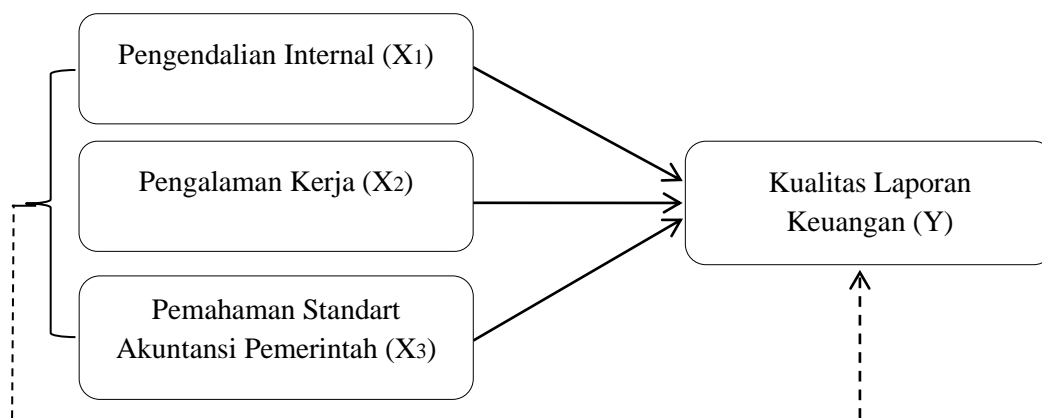 Pengendalian Internal (X1)
Pengalaman Kerja (X2)
Pemahaman Standart
Akuntansi Pemerintah (X3)
Kualitas Laporan
Keuangan (Y)